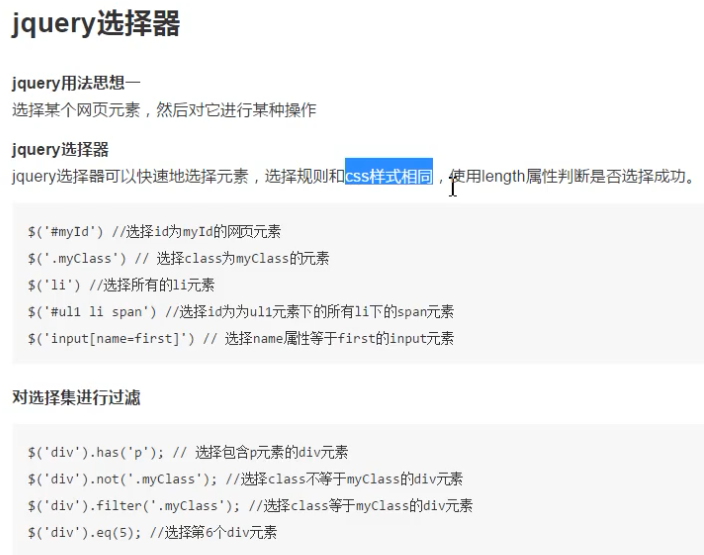 jquery选择器
jquery用法思想一
选择某个网页元素，然后对它进行某种操作
jquery选择器
jquery选择器可以快速地选择元素，选择规则和css样式相同，使用length属性判断是否选择成功。
$('#myId') //选择id为myId的网页元素
$('.myClass') // 选择class为myClass的元素
$('li') //选择所有的li元素
$('#ul1 li span') //选择id为为ul1元素下的所有li下的span元素
$('input[name=first]') // 选择name属性等于first的input元素
对选择集进行过滤
$('div').has('p'); // 选择包含p元素的div元素
$('div').not('.myClass'); //选择class不等于myClass的div元素
$('div').filter('.myClass'); //选择class等于myClass的div元素
$('div').eq(5); //选择第6个div元素